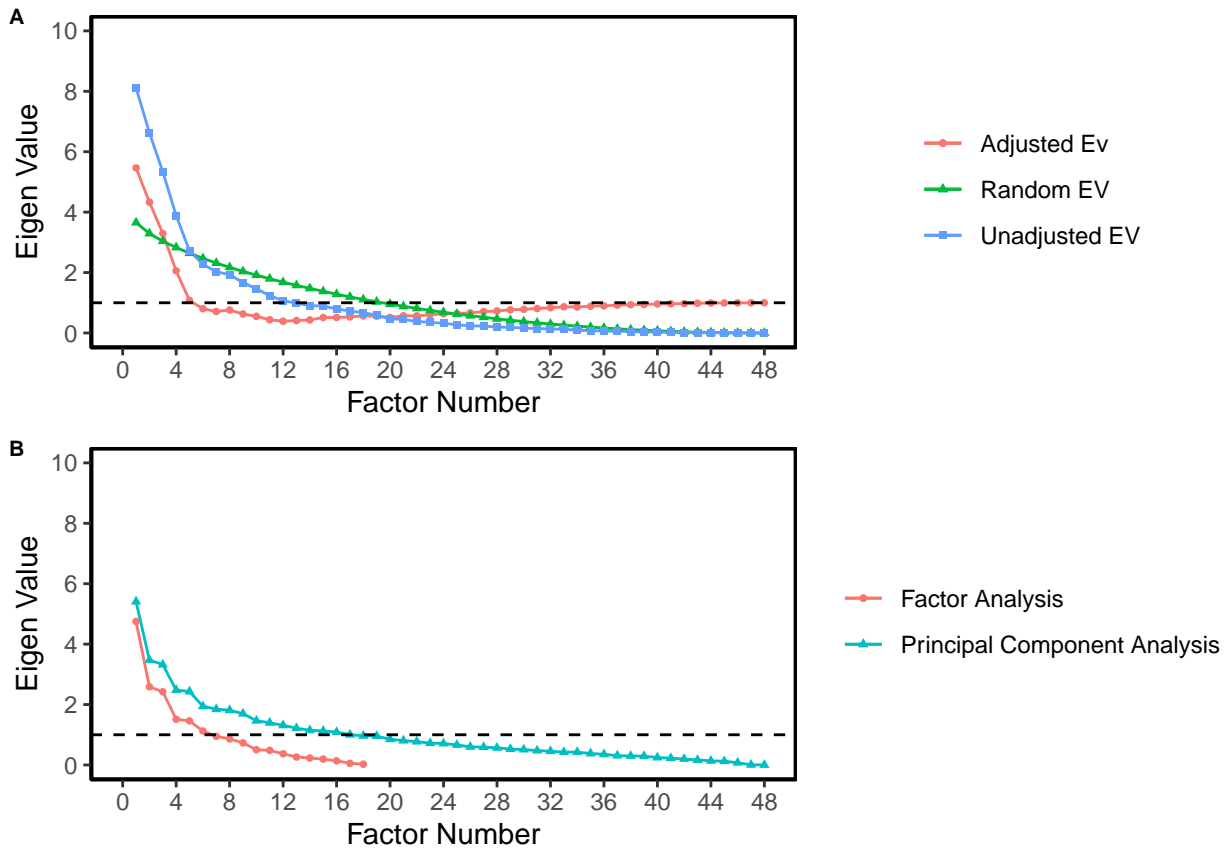 A
10
8
6
4
2
0
Eigen Value
0 4 8 12 16 20 24 28 32 36 40 44 48
Factor Number
Adjusted Ev
Random EV
Unadjusted EV
B
10
8
6
4
2
0
Eigen Value
0 4 8 12 16 20 24 28 32 36 40 44 48
Factor Number
Factor Analysis
Principal Component Analysis